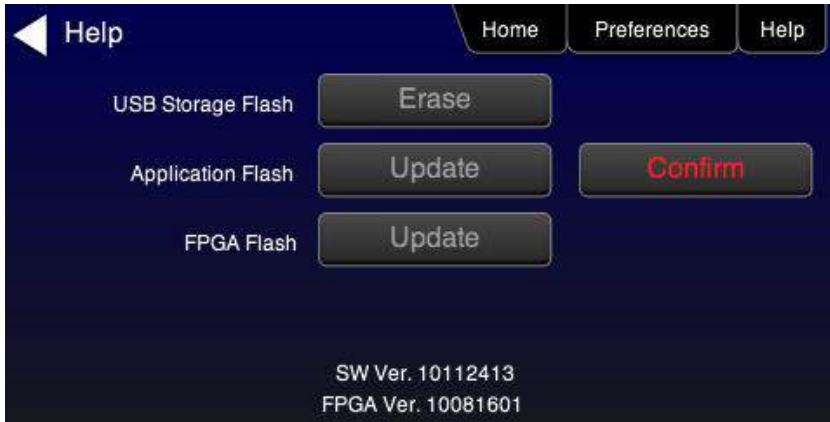 Help
Home Preferences Help
USB Storage Flash Erase
Application Flash Update Confirm
FPGA Flash Update
SW Ver. 10112413
FPGA Ver. 10081601